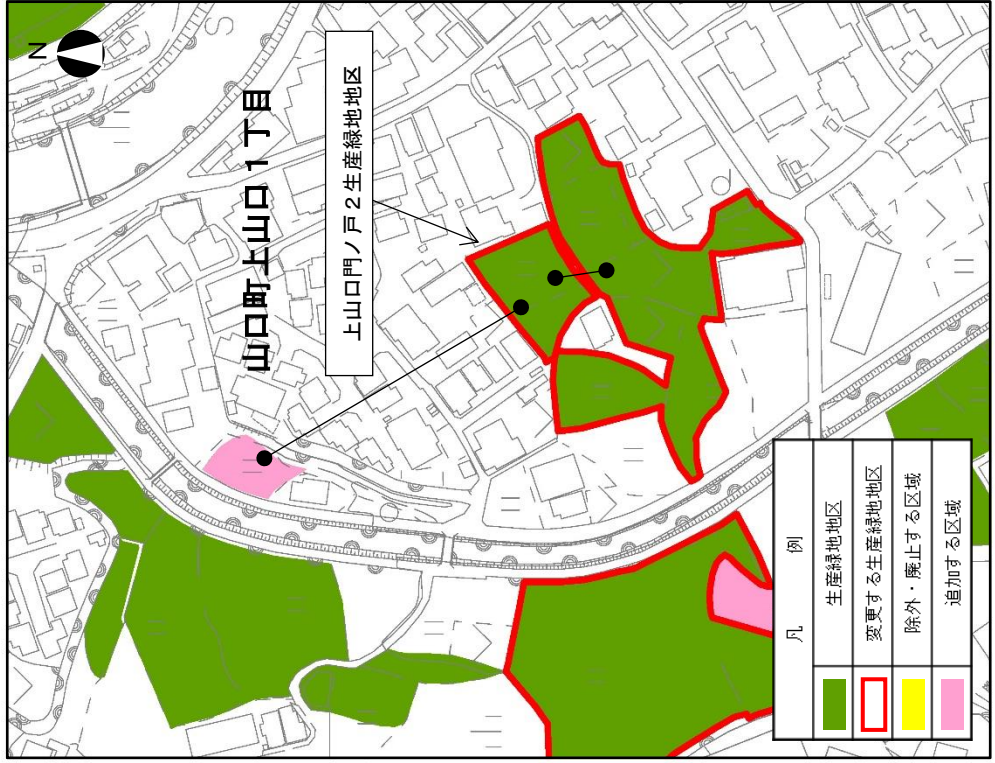 N
山口町上山口1丁目
上山口門ノ戸2生産緑地地区
凡 例
生産緑地地区
変更する生産緑地地区
除外・廃止する区域
追加する区域